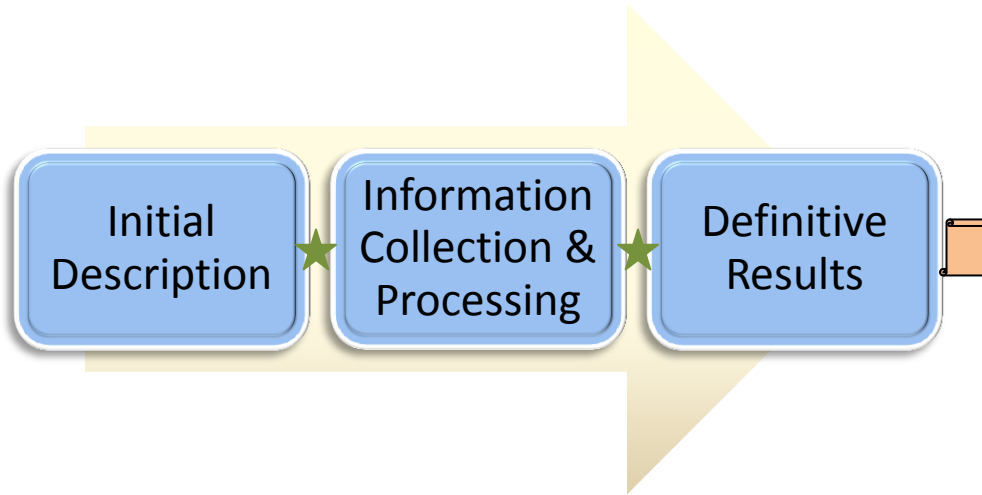 Initial
Description
Information
Collection &
Processing
Definitive
Results